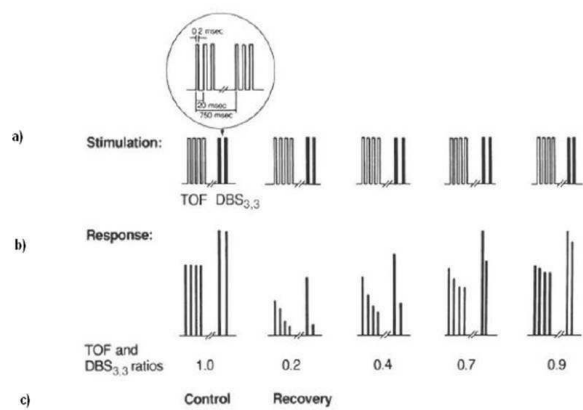 0.2 msec
20 msec
750 msec
a) Stimulation:
TOF DBS3,3
b) Response:
TOF and
DBS3,3 ratios 1.0 0.2 0.4 0.7 0.9
c) Control Recovery